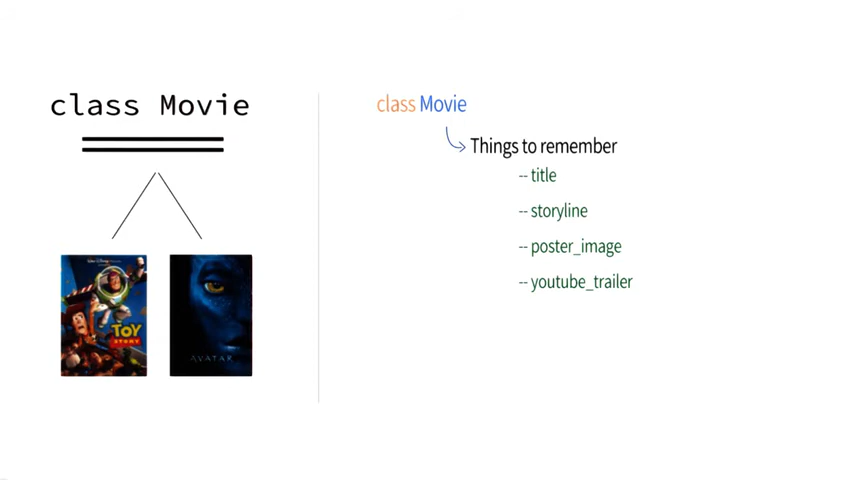 class Movie
class Movie
Things to remember
-- title
-- storyline
-- poster_image
-- youtube_trailer
TOY
STORY
AVATAR